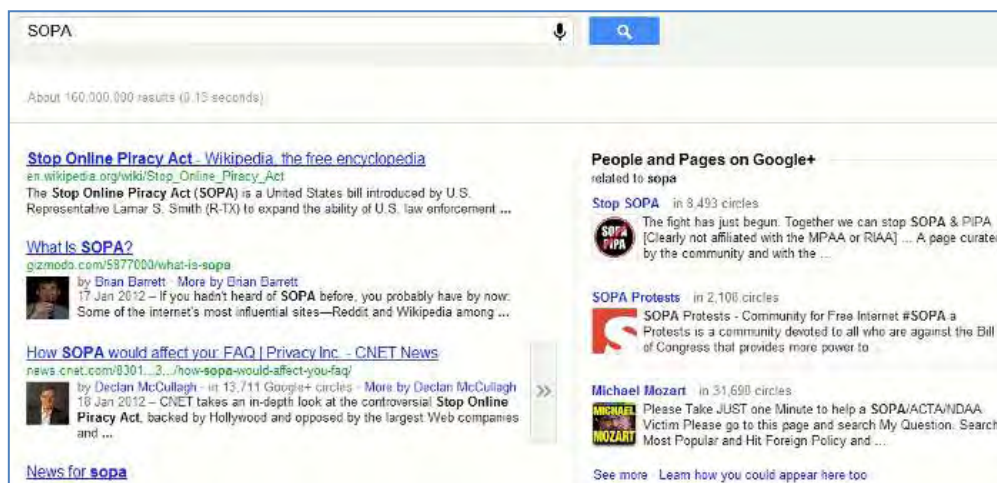 SOPA
About 160,000,000 results (0.13 seconds)
Stop Online Piracy Act - Wikipedia, the free encyclopedia
en.wikipedia.org/wiki/Stop_Online_Piracy_Act
The Stop Online Piracy Act (SOPA) is a United States bill introduced by U.S.
Representative Lamar S. Smith (R-TX) to expand the ability of U.S. law enforcement ...
What Is SOPA?
gizmodo.com/5877000/what-is-sopa
by Brian Barrett - More by Brian Barrett
17 Jan 2012 – If you hadn't heard of SOPA before, you probably have by now:
Some of the internet's most influential sites—Reddit and Wikipedia among ...
How SOPA would affect you: FAQ | Privacy Inc. - CNET News
news.cnet.com/8301...3.../how-sopa-would-affect-you-faq/
by Declan McCullagh - in 13,711 Google+ circles - More by Declan McCullagh
18 Jan 2012 – CNET takes an in-depth look at the controversial Stop Online
Piracy Act, backed by Hollywood and opposed by the largest Web companies
and ...
News for sopa
»
People and Pages on Google+
related to sopa
Stop SOPA - in 8,493 circles
SOPA
PIPA
The fight has just begun. Together we can stop SOPA & PIPA
[Clearly not affiliated with the MPAA or RIAA] ... A page curated
by the community and with the ...
SOPA Protests - in 2,108 circles
SOPA Protests - Community for Free Internet #SOPA a
Protests is a community devoted to all who are against the Bill
of Congress that provides more power to ...
Michael Mozart - in 31,698 circles
MICHAEL
MOZART
Please Take JUST one Minute to help a SOPA/ACTA/NDAA
Victim Please go to this page and search My Question. Search
Most Popular and Hit Foreign Policy and ...
See more - Learn how you could appear here too